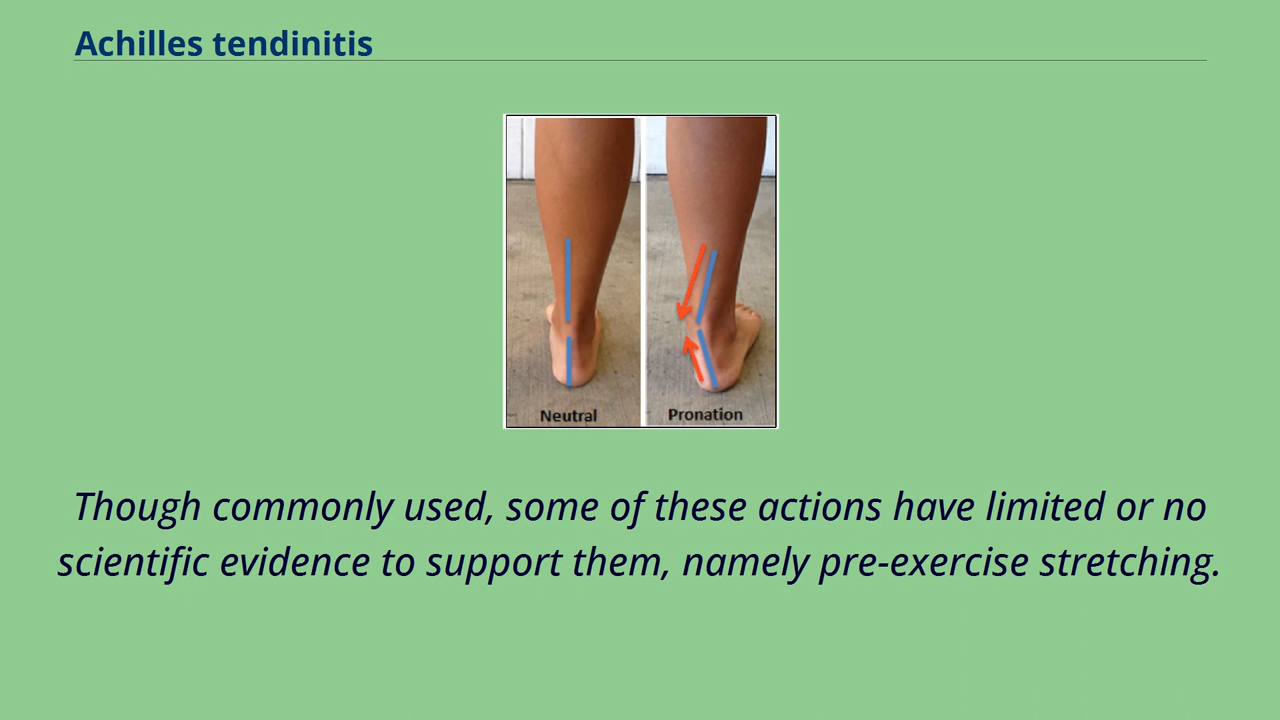 Achilles tendinitis
Neutral
Pronation
Though commonly used, some of these actions have limited or no
scientific evidence to support them, namely pre-exercise stretching.